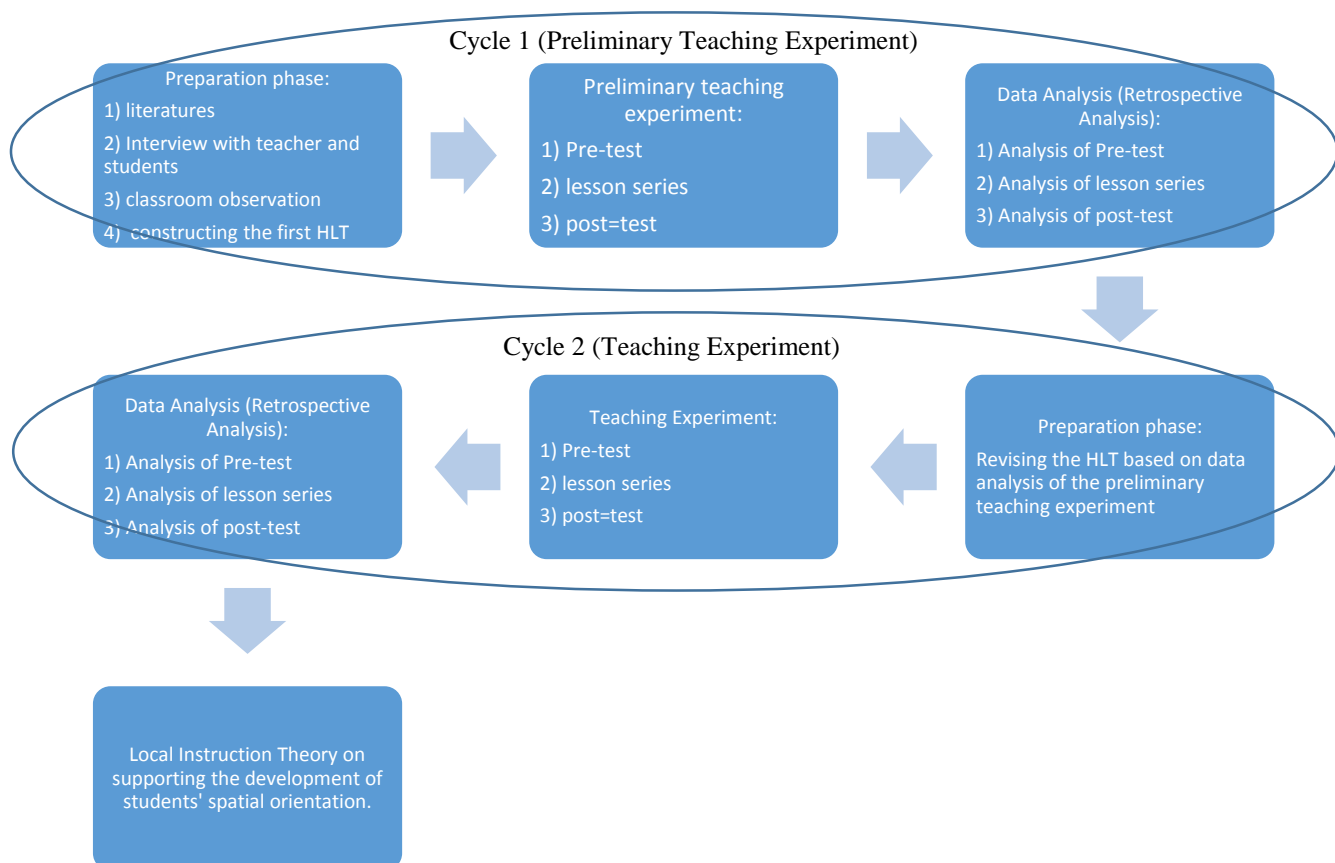 Cycle 1 (Preliminary Teaching Experiment)
Preparation phase:
1) literatures
2) Interview with teacher and
students
3) classroom observation
4) constructing the first HLT
Preliminary teaching
experiment:
1) Pre-test
2) lesson series
3) post=test
Data Analysis (Retrospective
Analysis):
1) Analysis of Pre-test
2) Analysis of lesson series
3) Analysis of post-test
Cycle 2 (Teaching Experiment)
Data Analysis (Retrospective
Analysis):
1) Analysis of Pre-test
2) Analysis of lesson series
3) Analysis of post-test
Teaching Experiment:
1) Pre-test
2) lesson series
3) post=test
Preparation phase:
Revising the HLT based on data
analysis of the preliminary
teaching experiment
Local Instruction Theory on
supporting the development of
students' spatial orientation.